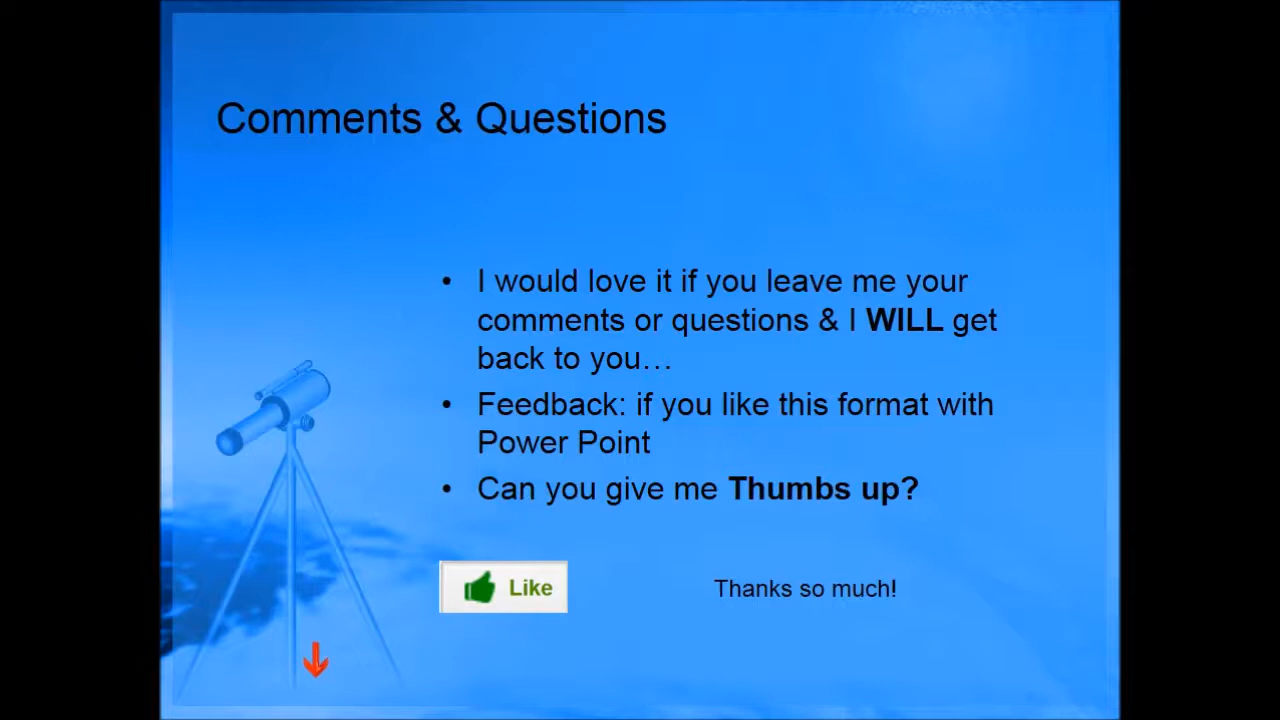 Comments & Questions
• I would love it if you leave me your
comments or questions & I WILL get
back to you…
• Feedback: if you like this format with
Power Point
• Can you give me Thumbs up?
Like
Thanks so much!